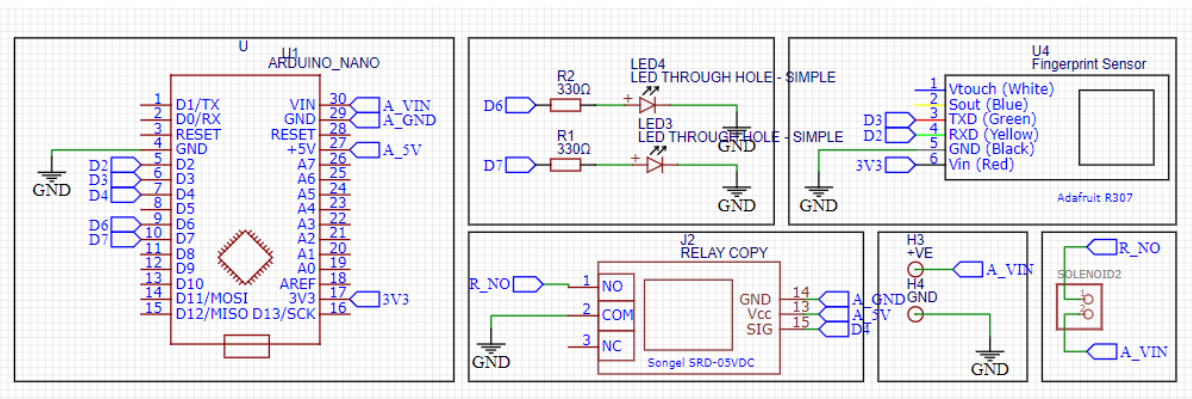 U
U1
ARDUINO_NANO
1 D1/TX VIN 30 A_VIN
2 D0/RX GND 29 A_GND
3 RESET RESET 28
4 GND +5V 27 A_5V
GND
D2 5 D2 A7 26
D3 6 D3 A6 25
D4 7 D4 A5 24
8 D5 A4 23
D6 9 D6 A3 22
D7 10 D7 A2 21
11 D8 A1 20
12 D9 A0 19
13 D10 AREF 18
14 D11/MOSI 3V3 17 3V3
15 D12/MISO D13/SCK 16
R2
330Ω
LED4
LED THROUGH HOLE - SIMPLE
D6 +
GND
R1
330Ω
LED3
LED THROUGH HOLE - SIMPLE
D7 +
GND
U4
Fingerprint Sensor
1 Vtouch (White)
2 Sout (Blue)
D3 3 TXD (Green)
D2 4 RXD (Yellow)
5 GND (Black)
3V3 6 Vin (Red)
GND
Adafruit R307
J2
RELAY COPY
R_NO 1 NO
2 COM
3 NC
GND
GND 14 A_GND
Vcc 13 A_5V
SIG 15 D4
Songel SRD-05VDC
H3
+VE
A_VIN
H4
GND
GND
R_NO
SOLENOID2
1
2
A_VIN